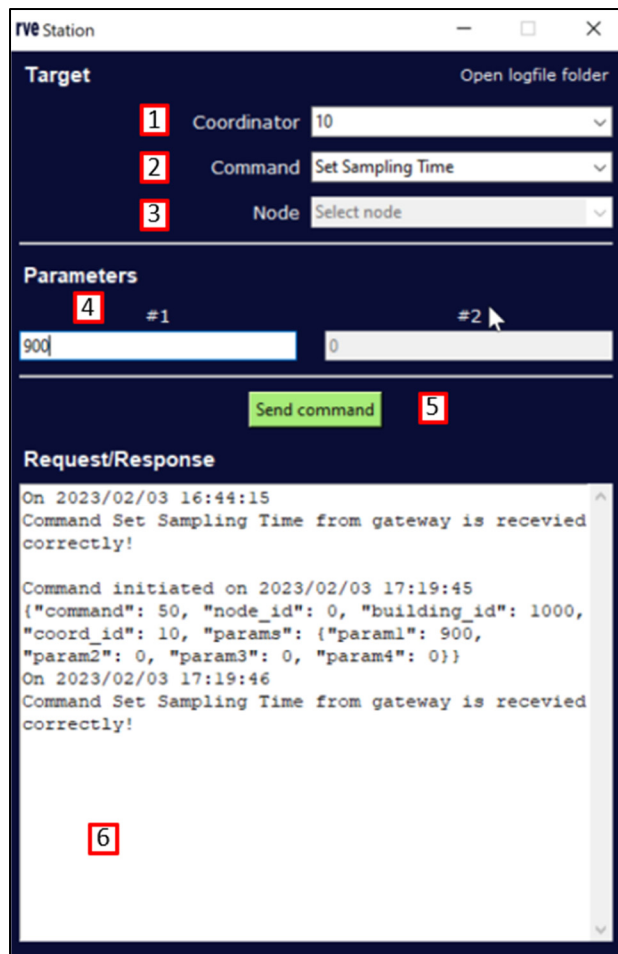 rve Station
Target Open logfile folder
1 Coordinator 10
2 Command Set Sampling Time
3 Node Select node
Parameters
4 #1 #2
900 0
Send command 5
Request/Response
On 2023/02/03 16:44:15
Command Set Sampling Time from gateway is recevied
correctly!
Command initiated on 2023/02/03 17:19:45
{"command": 50, "node_id": 0, "building_id": 1000,
"coord_id": 10, "params": {"param1": 900,
"param2": 0, "param3": 0, "param4": 0}}
On 2023/02/03 17:19:46
Command Set Sampling Time from gateway is recevied
correctly!
6